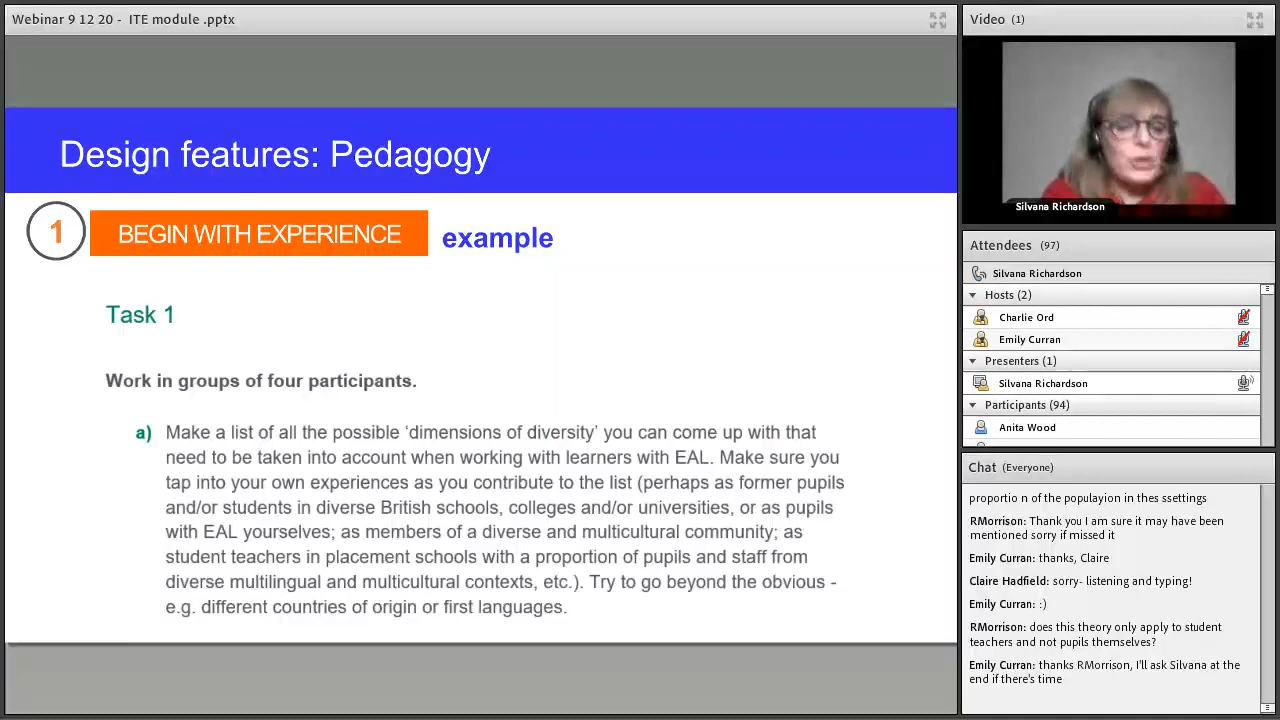 Webinar 9 12 20 - ITE module .pptx
Design features: Pedagogy
1
BEGIN WITH EXPERIENCE
example
Task 1
Work in groups of four participants.
a) Make a list of all the possible ‘dimensions of diversity’ you can come up with that
need to be taken into account when working with learners with EAL. Make sure you
tap into your own experiences as you contribute to the list (perhaps as former pupils
and/or students in diverse British schools, colleges and/or universities, or as pupils
with EAL yourselves; as members of a diverse and multicultural community; as
student teachers in placement schools with a proportion of pupils and staff from
diverse multilingual and multicultural contexts, etc.). Try to go beyond the obvious -
e.g. different countries of origin or first languages.
Video (1)
Silvana Richardson
Attendees (97)
Silvana Richardson
Hosts (2)
Charlie Ord
Emily Curran
Presenters (1)
Silvana Richardson
Participants (94)
Anita Wood
Chat (Everyone)
proportio n of the populayion in thes ssettings
RMorrison: Thank you I am sure it may have been
mentioned sorry if missed it
Emily Curran: thanks, Claire
Claire Hadfield: sorry- listening and typing!
Emily Curran: :)
RMorrison: does this theory only apply to student
teachers and not pupils themselves?
Emily Curran: thanks RMorrison, I'll ask Silvana at the
end if there's time